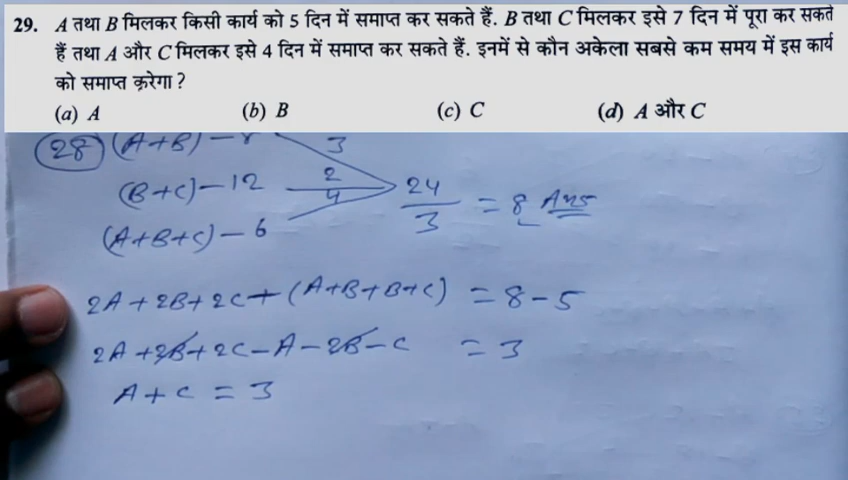 29. A तथा B मिलकर किसी कार्य को 5 दिन में समाप्त कर सकते हैं. B तथा C मिलकर इसे 7 दिन में पूरा कर सकते
हैं तथा A और C मिलकर इसे 4 दिन में समाप्त कर सकते हैं. इनमें से कौन अकेला सबसे कम समय में इस कार्य
को समाप्त करेगा ?
(a) A (b) B (c) C (d) A और C
28 (A+B) - 3
(B+C) - 12 2 24/3 = 8 Ans
(A+B+C) - 6 4
2A + 2B + 2C + (A+B+B+C) = 8 - 5
2A + 2B + 2C - A - 2B - C = 3
A + C = 3